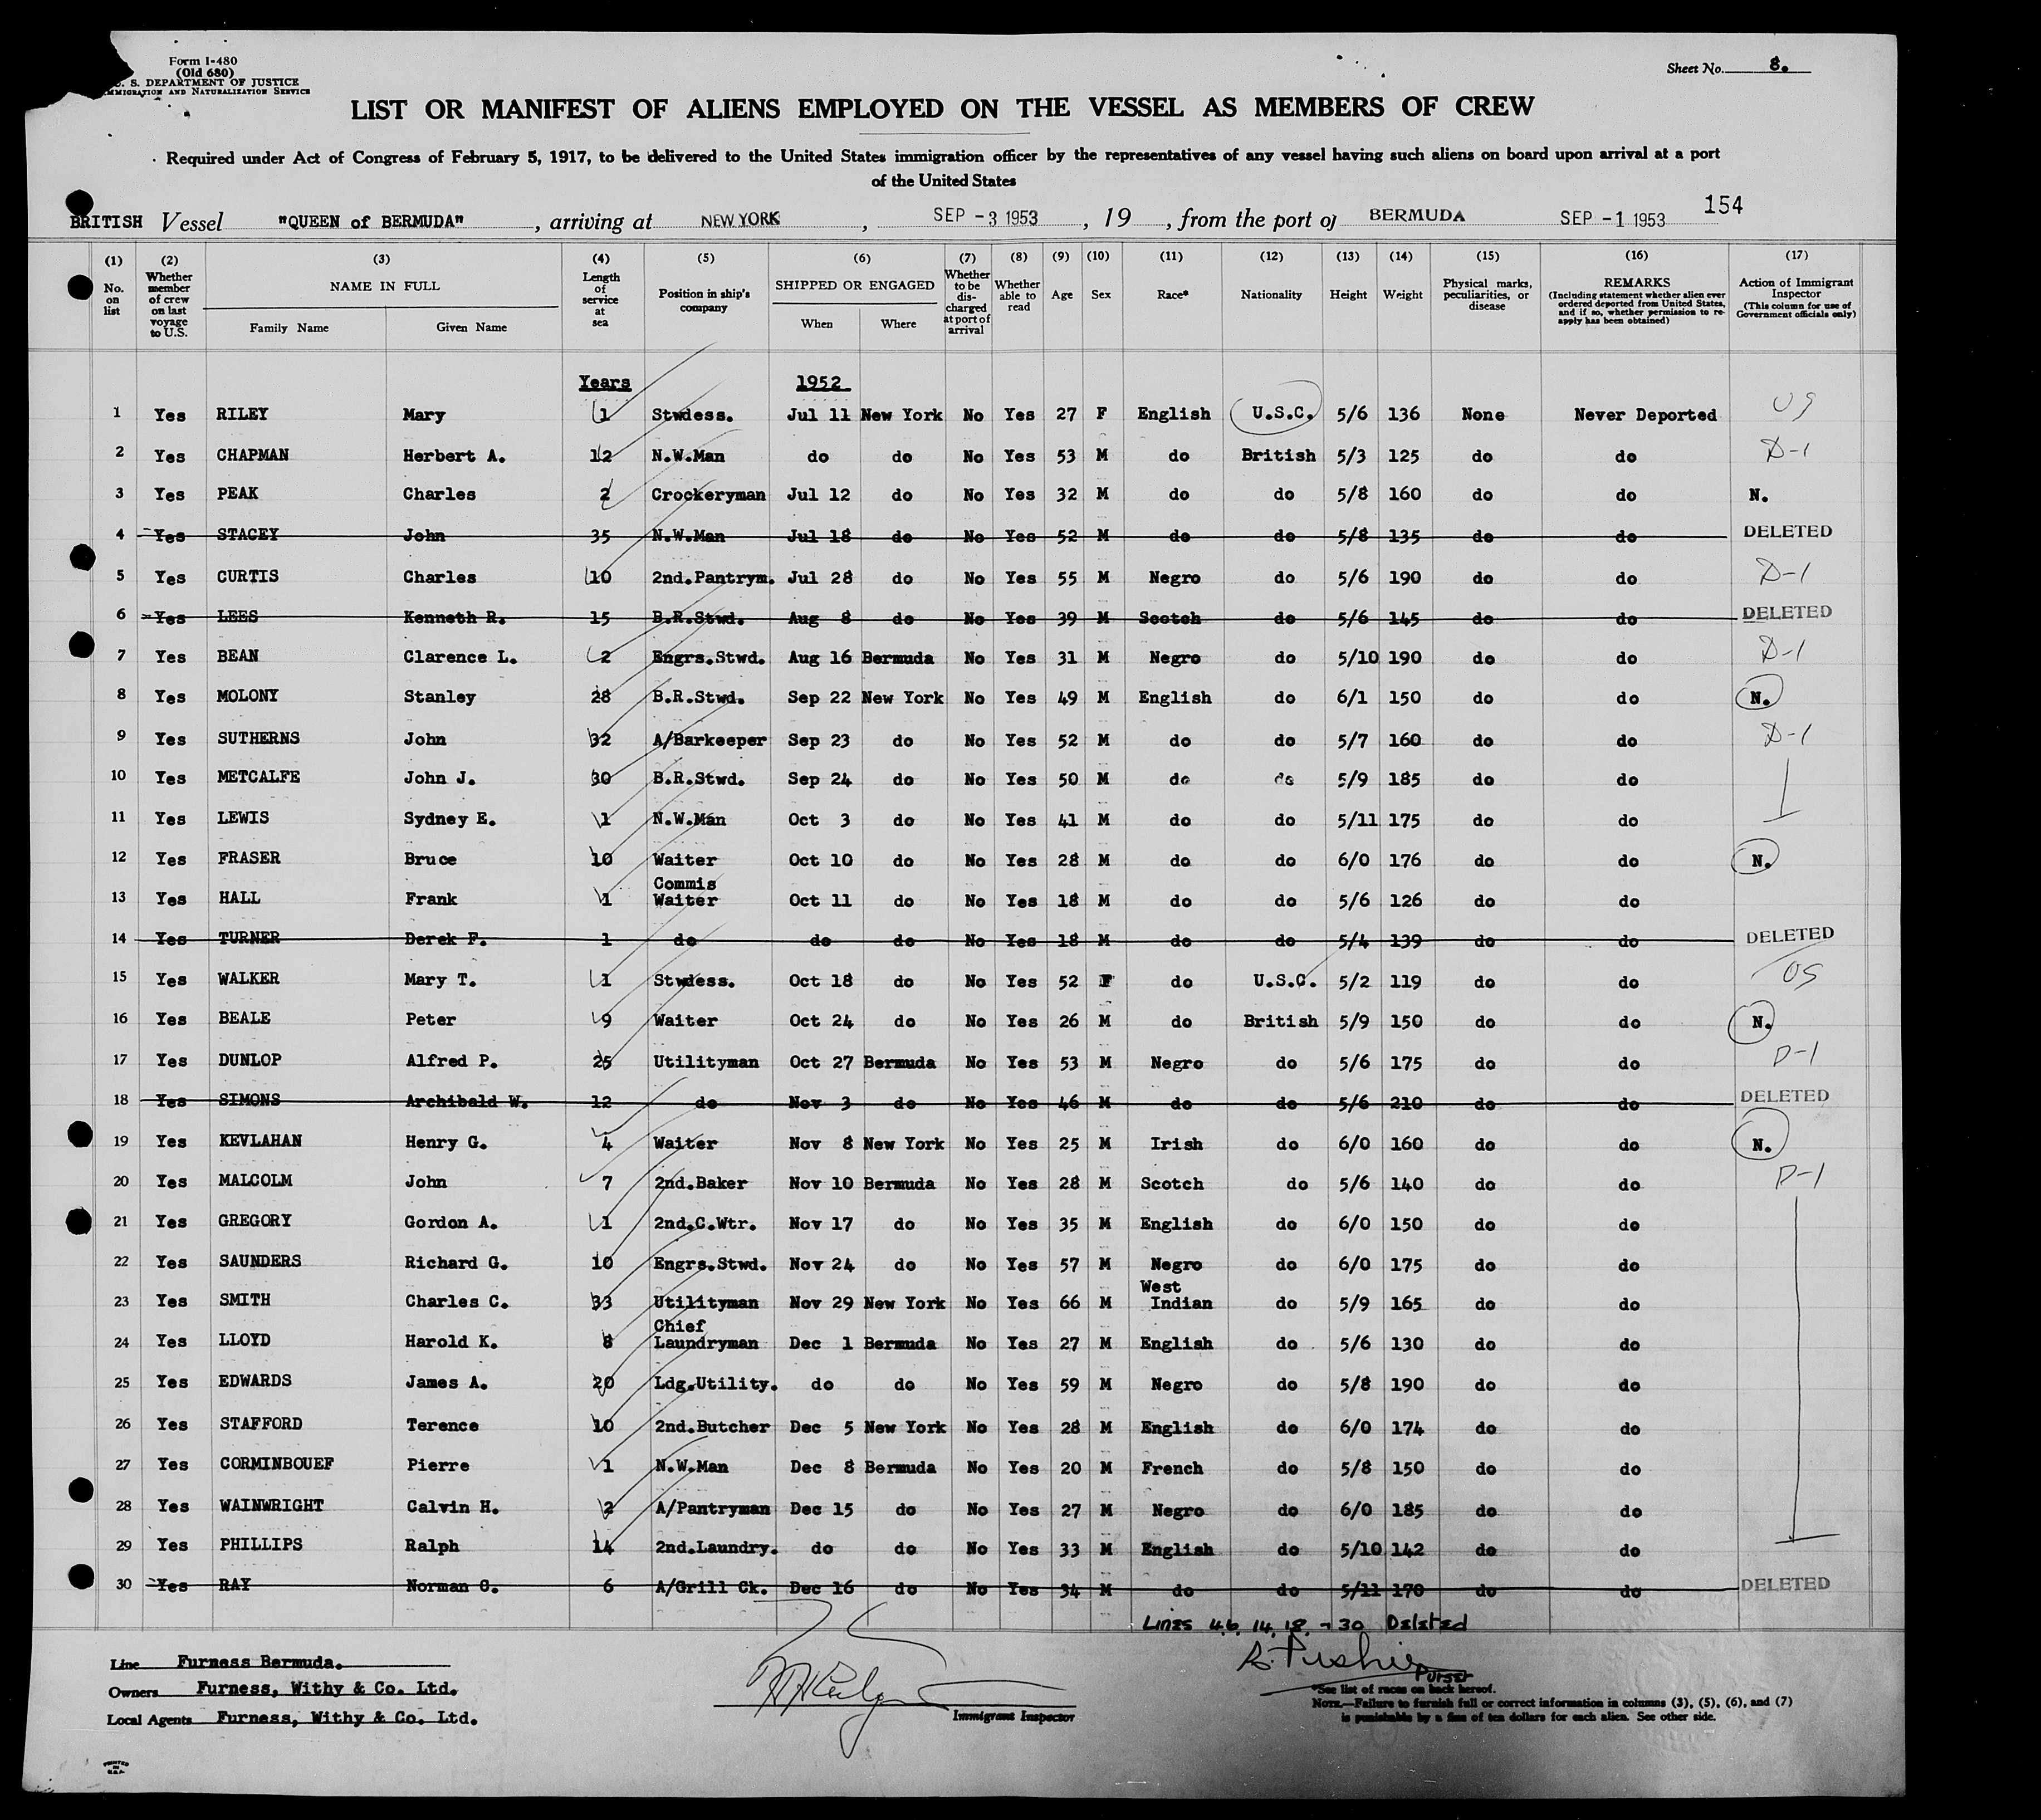 Form I-480
(Old 680)
S. DEPARTMENT OF JUSTICE
IMMIGRATION AND NATURALIZATION SERVICE
Sheet No. 8.
LIST OR MANIFEST OF ALIENS EMPLOYED ON THE VESSEL AS MEMBERS OF CREW
Required under Act of Congress of February 5, 1917, to be delivered to the United States immigration officer by the representatives of any vessel having such aliens on board upon arrival at a port
of the United States
154
BRITISH Vessel "QUEEN of BERMUDA", arriving at NEW YORK, SEP -3 1953, 19 , from the port of BERMUDA SEP -1 1953
(1) (2) (3) (4) (5) (6) (7) (8) (9) (10) (11) (12) (13) (14) (15) (16) (17)
No. on list Whether member of crew on last voyage to U.S. NAME IN FULL Family Name Given Name Length of service at sea Position in ship's company SHIPPED OR ENGAGED When Where Whether to be discharged at port of arrival Whether able to read Age Sex Race* Nationality Height Weight Physical marks, peculiarities, or disease REMARKS (Including statement whether alien ever ordered deported from United States, and if so, whether permission to reapply has been obtained) Action of Immigrant Inspector (This column for use of Government officials only)
Years 1952
1 Yes RILEY Mary 1 Stwdess. Jul 11 New York No Yes 27 F English U.S.C. 5/6 136 None Never Deported US
2 Yes CHAPMAN Herbert A. 12 N.W.Man do do No Yes 53 M do British 5/3 125 do do D-1
3 Yes PEAK Charles 2 Crockeryman Jul 12 do No Yes 32 M do do 5/8 160 do do N.
4 Yes STACEY John 35 N.W.Man Jul 18 do No Yes 52 M do do 5/8 135 do do DELETED
5 Yes CURTIS Charles 10 2nd.Pantrym. Jul 28 do No Yes 55 M Negro do 5/6 190 do do D-1
6 Yes LEES Kenneth R. 15 B.R.Stwd. Aug 8 do No Yes 39 M Scotch do 5/6 145 do do DELETED
7 Yes BEAN Clarence L. 2 Engrs.Stwd. Aug 16 Bermuda No Yes 31 M Negro do 5/10 190 do do D-1
8 Yes MOLONY Stanley 28 B.R.Stwd. Sep 22 New York No Yes 49 M English do 6/1 150 do do N.
9 Yes SUTHERNS John 32 A/Barkeeper Sep 23 do No Yes 52 M do do 5/7 160 do do D-1
10 Yes METCALFE John J. 30 B.R.Stwd. Sep 24 do No Yes 50 M do do 5/9 185 do do
11 Yes LEWIS Sydney E. 1 N.W.Man Oct 3 do No Yes 41 M do do 5/11 175 do do
12 Yes FRASER Bruce 10 Waiter Oct 10 do No Yes 28 M do do 6/0 176 do do N.
13 Yes HALL Frank 1 Commis Waiter Oct 11 do No Yes 18 M do do 5/6 126 do do
14 Yes TURNER Derek F. 1 do do do No Yes 18 M do do 5/4 139 do do DELETED
15 Yes WALKER Mary T. 1 Stwdess. Oct 18 do No Yes 52 F do U.S.C. 5/2 119 do do US
16 Yes BEALE Peter 9 Waiter Oct 24 do No Yes 26 M do British 5/9 150 do do N.
17 Yes DUNLOP Alfred P. 25 Utilityman Oct 27 Bermuda No Yes 53 M Negro do 5/6 175 do do D-1
18 Yes SIMONS Archibald W. 12 do Nov 3 do No Yes 46 M do do 5/6 210 do do DELETED
19 Yes KEVLAHAN Henry G. 4 Waiter Nov 8 New York No Yes 25 M Irish do 6/0 160 do do N.
20 Yes MALCOLM John 7 2nd.Baker Nov 10 Bermuda No Yes 28 M Scotch do 5/6 140 do do D-1
21 Yes GREGORY Gordon A. 1 2nd.C.Wtr. Nov 17 do No Yes 35 M English do 6/0 150 do do
22 Yes SAUNDERS Richard G. 10 Engrs.Stwd. Nov 24 do No Yes 57 M Negro do 6/0 175 do do
23 Yes SMITH Charles C. 33 Utilityman Nov 29 New York No Yes 66 M West Indian do 5/9 165 do do
24 Yes LLOYD Harold K. 8 Chief Laundryman Dec 1 Bermuda No Yes 27 M English do 5/6 130 do do
25 Yes EDWARDS James A. 20 Ldg.Utility. do do No Yes 59 M Negro do 5/8 190 do do
26 Yes STAFFORD Terence 10 2nd.Butcher Dec 5 New York No Yes 28 M English do 6/0 174 do do
27 Yes CORMINBOUEF Pierre 1 N.W.Man Dec 8 Bermuda No Yes 20 M French do 5/8 150 do do
28 Yes WAINWRIGHT Calvin H. 2 A/Pantryman Dec 15 do No Yes 27 M Negro do 6/0 185 do do
29 Yes PHILLIPS Ralph 14 2nd.Laundry. do do No Yes 33 M English do 5/10 142 do do
30 Yes RAY Norman C. 6 A/Grill Ck. Dec 16 do No Yes 34 M do do 5/11 170 do do DELETED
Lines 4.6, 14, 18, - 30 Deleted
Line Furness Bermuda.
Owners Furness, Withy & Co. Ltd.
Local Agents Furness, Withy & Co. Ltd.
Immigrant Inspector
Purser
*See list of races on back hereof.
NOTE.—Failure to furnish full or correct information in columns (3), (5), (6), and (7)
is punishable by a fine of ten dollars for each alien. See other side.
PRINTED
IN
U.S.A.